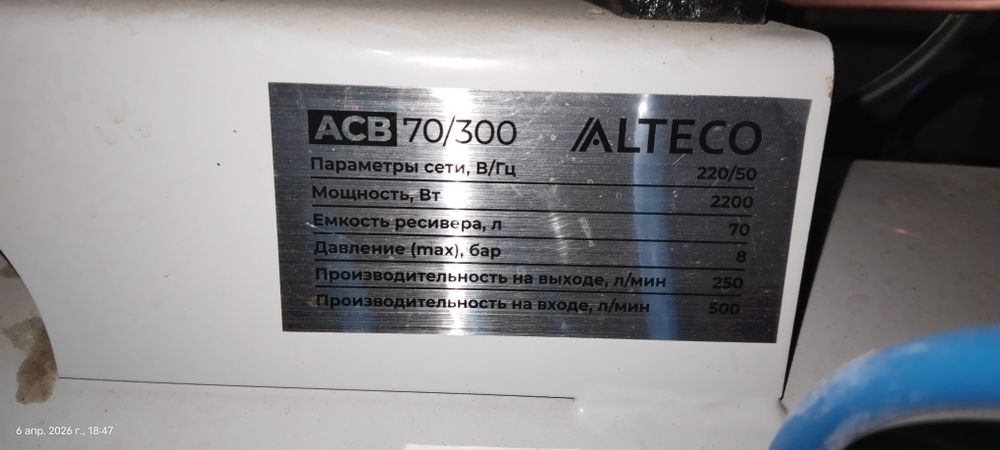 ACB 70/300 ALTECO
Параметры сети, В/Гц 220/50
Мощность, Вт 2200
Емкость ресивера, л 70
Давление (max), бар 8
Производительность на выходе, л/мин 250
Производительность на входе, л/мин 500
6 апр. 2026 г., 18:47